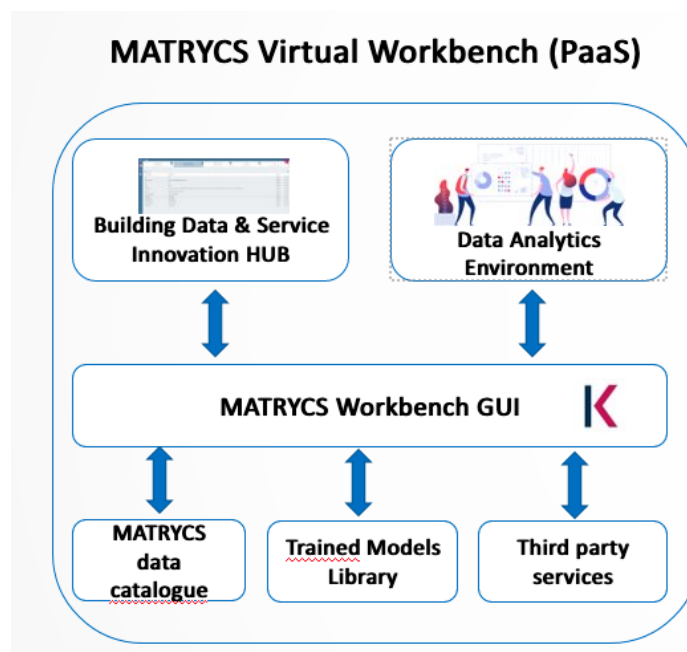 MATRYCS Virtual Workbench (PaaS)
Building Data & Service
Innovation HUB
Data Analytics
Environment
MATRYCS Workbench GUI
MATRYCS
data
catalogue
Trained Models
Library
Third party
services